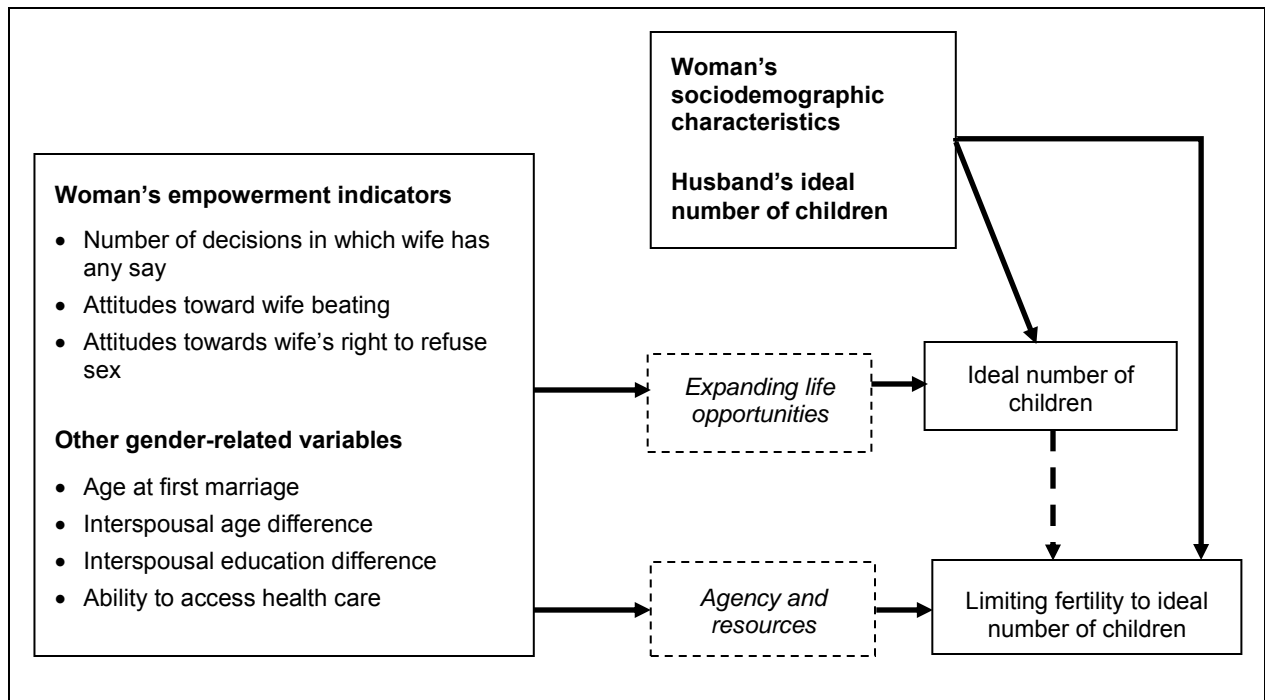 Woman's
sociodemographic
characteristics
Husband's ideal
number of children
Woman's empowerment indicators
• Number of decisions in which wife has
any say
• Attitudes toward wife beating
• Attitudes towards wife's right to refuse
sex
Other gender-related variables
• Age at first marriage
• Interspousal age difference
• Interspousal education difference
• Ability to access health care
Expanding life
opportunities
Ideal number of
children
Agency and
resources
Limiting fertility to ideal
number of children